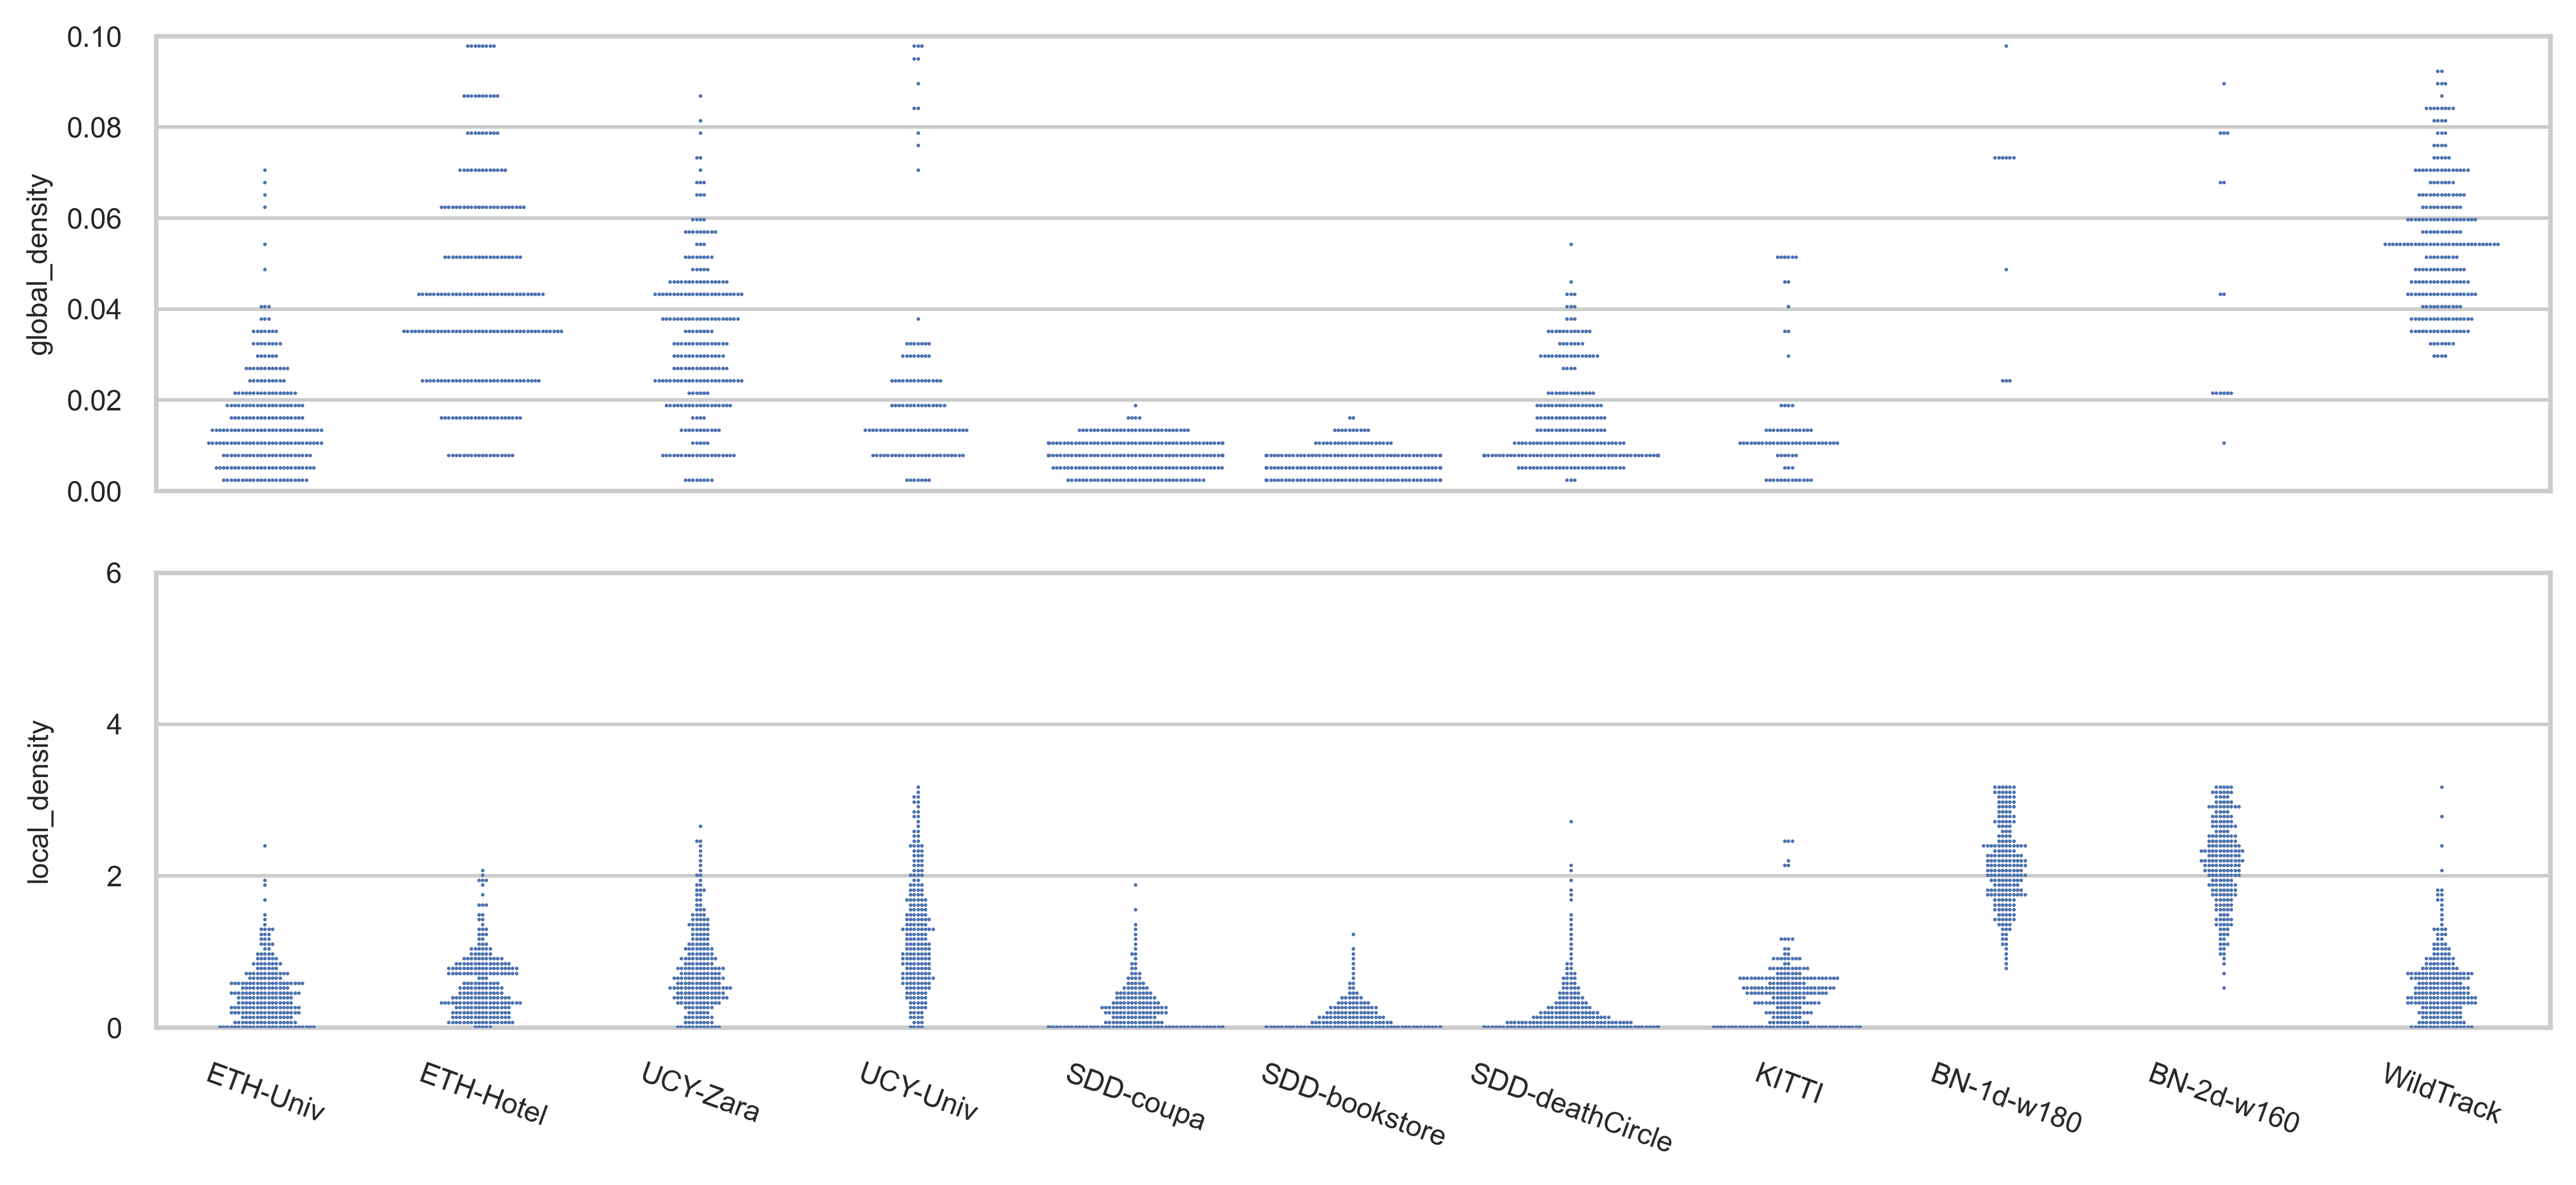 0.10
0.08
0.06
0.04
0.02
0.00
global_density
6
4
2
0
local_density
ETH-Univ
ETH-Hotel
UCY-Zara
UCY-Univ
SDD-coupa
SDD-bookstore
SDD-deathCircle
KITTI
BN-1d-w180
BN-2d-w160
WildTrack